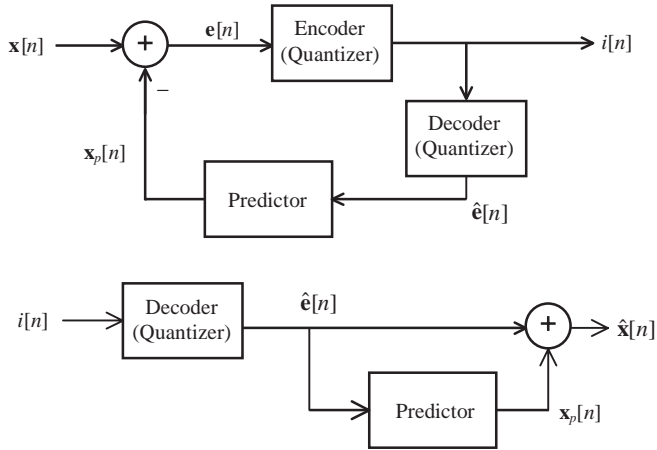 x[n]
+
e[n]
Encoder
(Quantizer)
i[n]
−
Decoder
(Quantizer)
x_p[n]
Predictor
ê[n]
i[n]
Decoder
(Quantizer)
ê[n]
+
x̂[n]
Predictor
x_p[n]